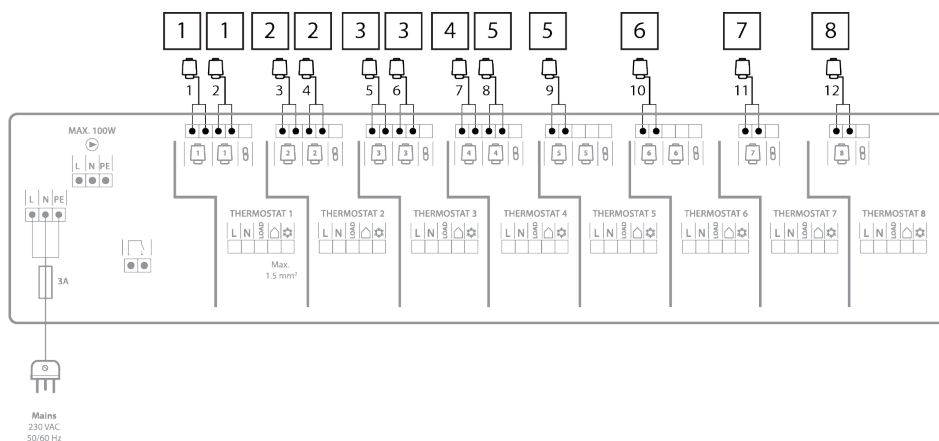 1 1 2 2 3 3 4 5 5 6 7 8
1 2 3 4 5 6 7 8 9 10 11 12
MAX. 100W
L N PE
L N PE
3A
1 1 2 2 3 3 4 4 5 5 6 6 7 8
THERMOSTAT 1 THERMOSTAT 2 THERMOSTAT 3 THERMOSTAT 4 THERMOSTAT 5 THERMOSTAT 6 THERMOSTAT 7 THERMOSTAT 8
L N LOAD L N LOAD L N LOAD L N LOAD L N LOAD L N LOAD L N LOAD L N LOAD
Max.
1.5 mm²
Mains
230 VAC
50/60 Hz